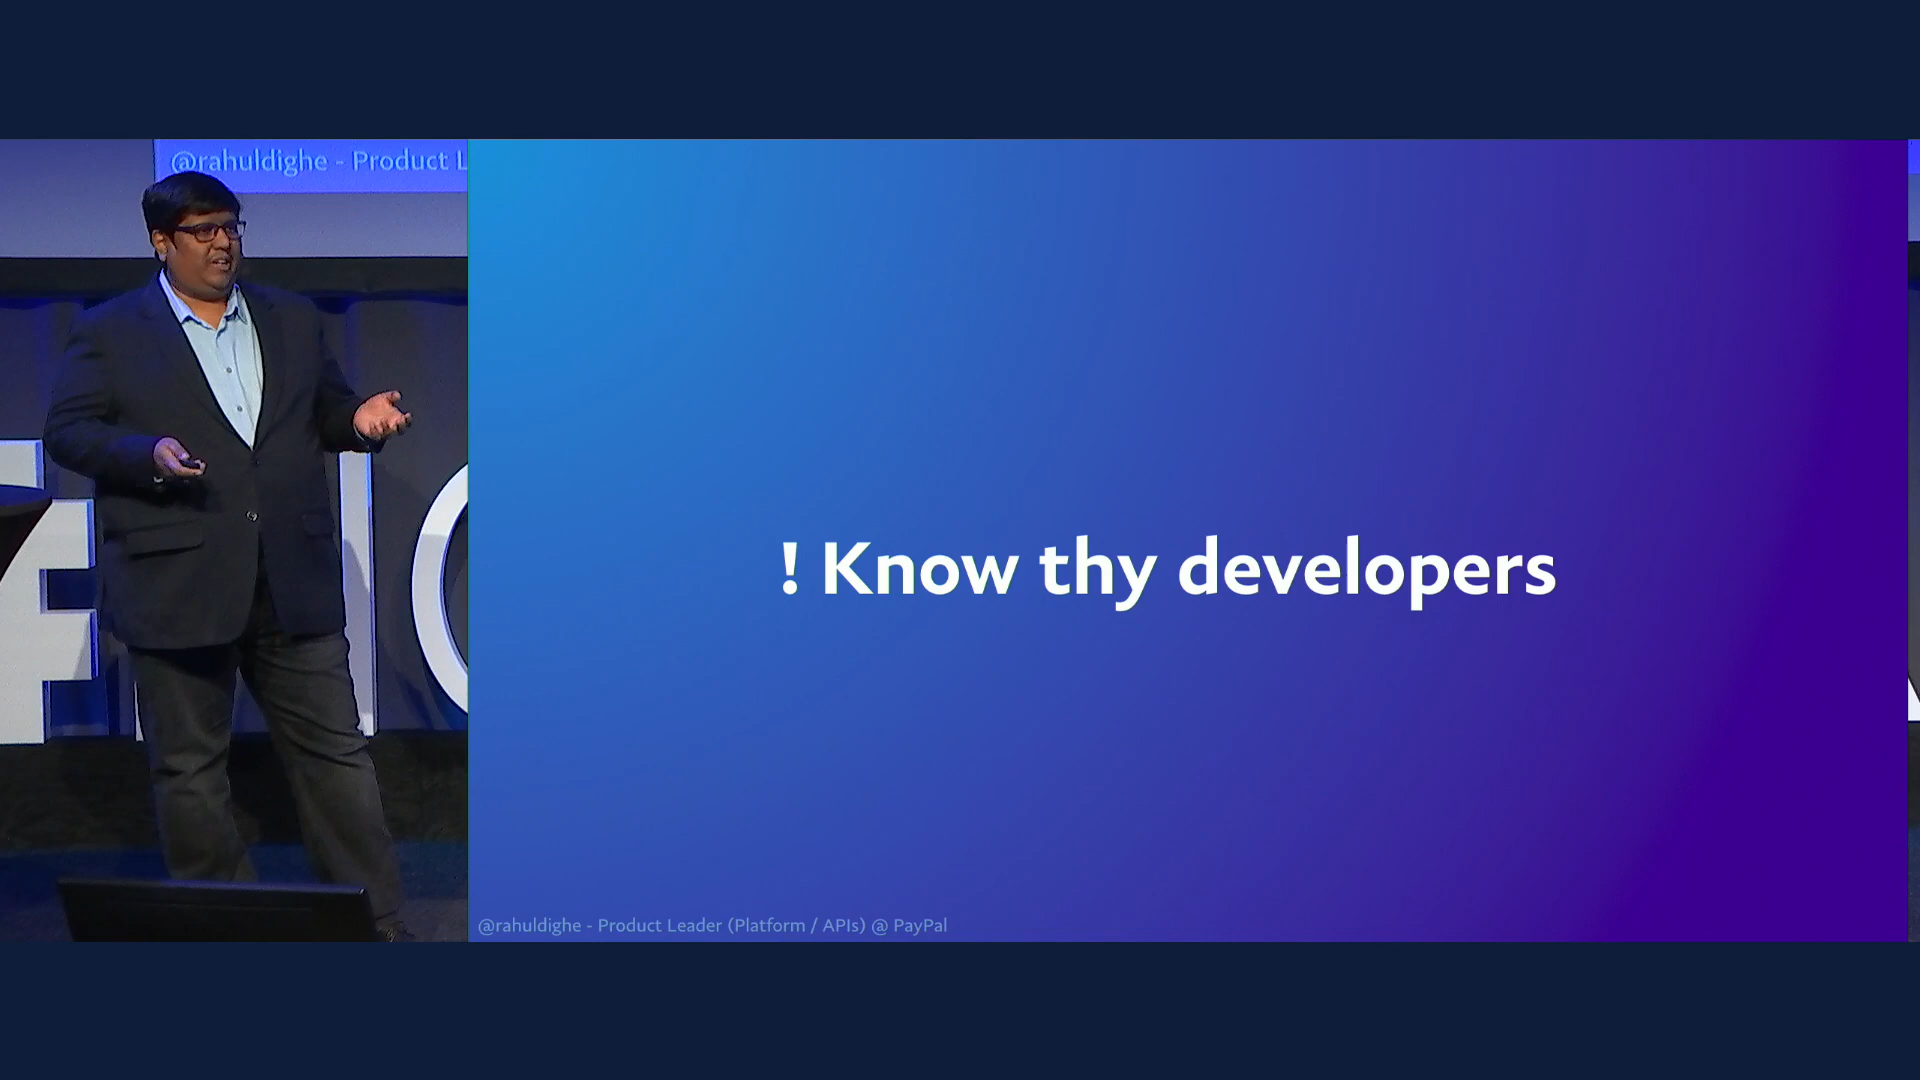 @rahuldighe - Product L
! Know thy developers
@rahuldighe - Product Leader (Platform / APIs) @ PayPal